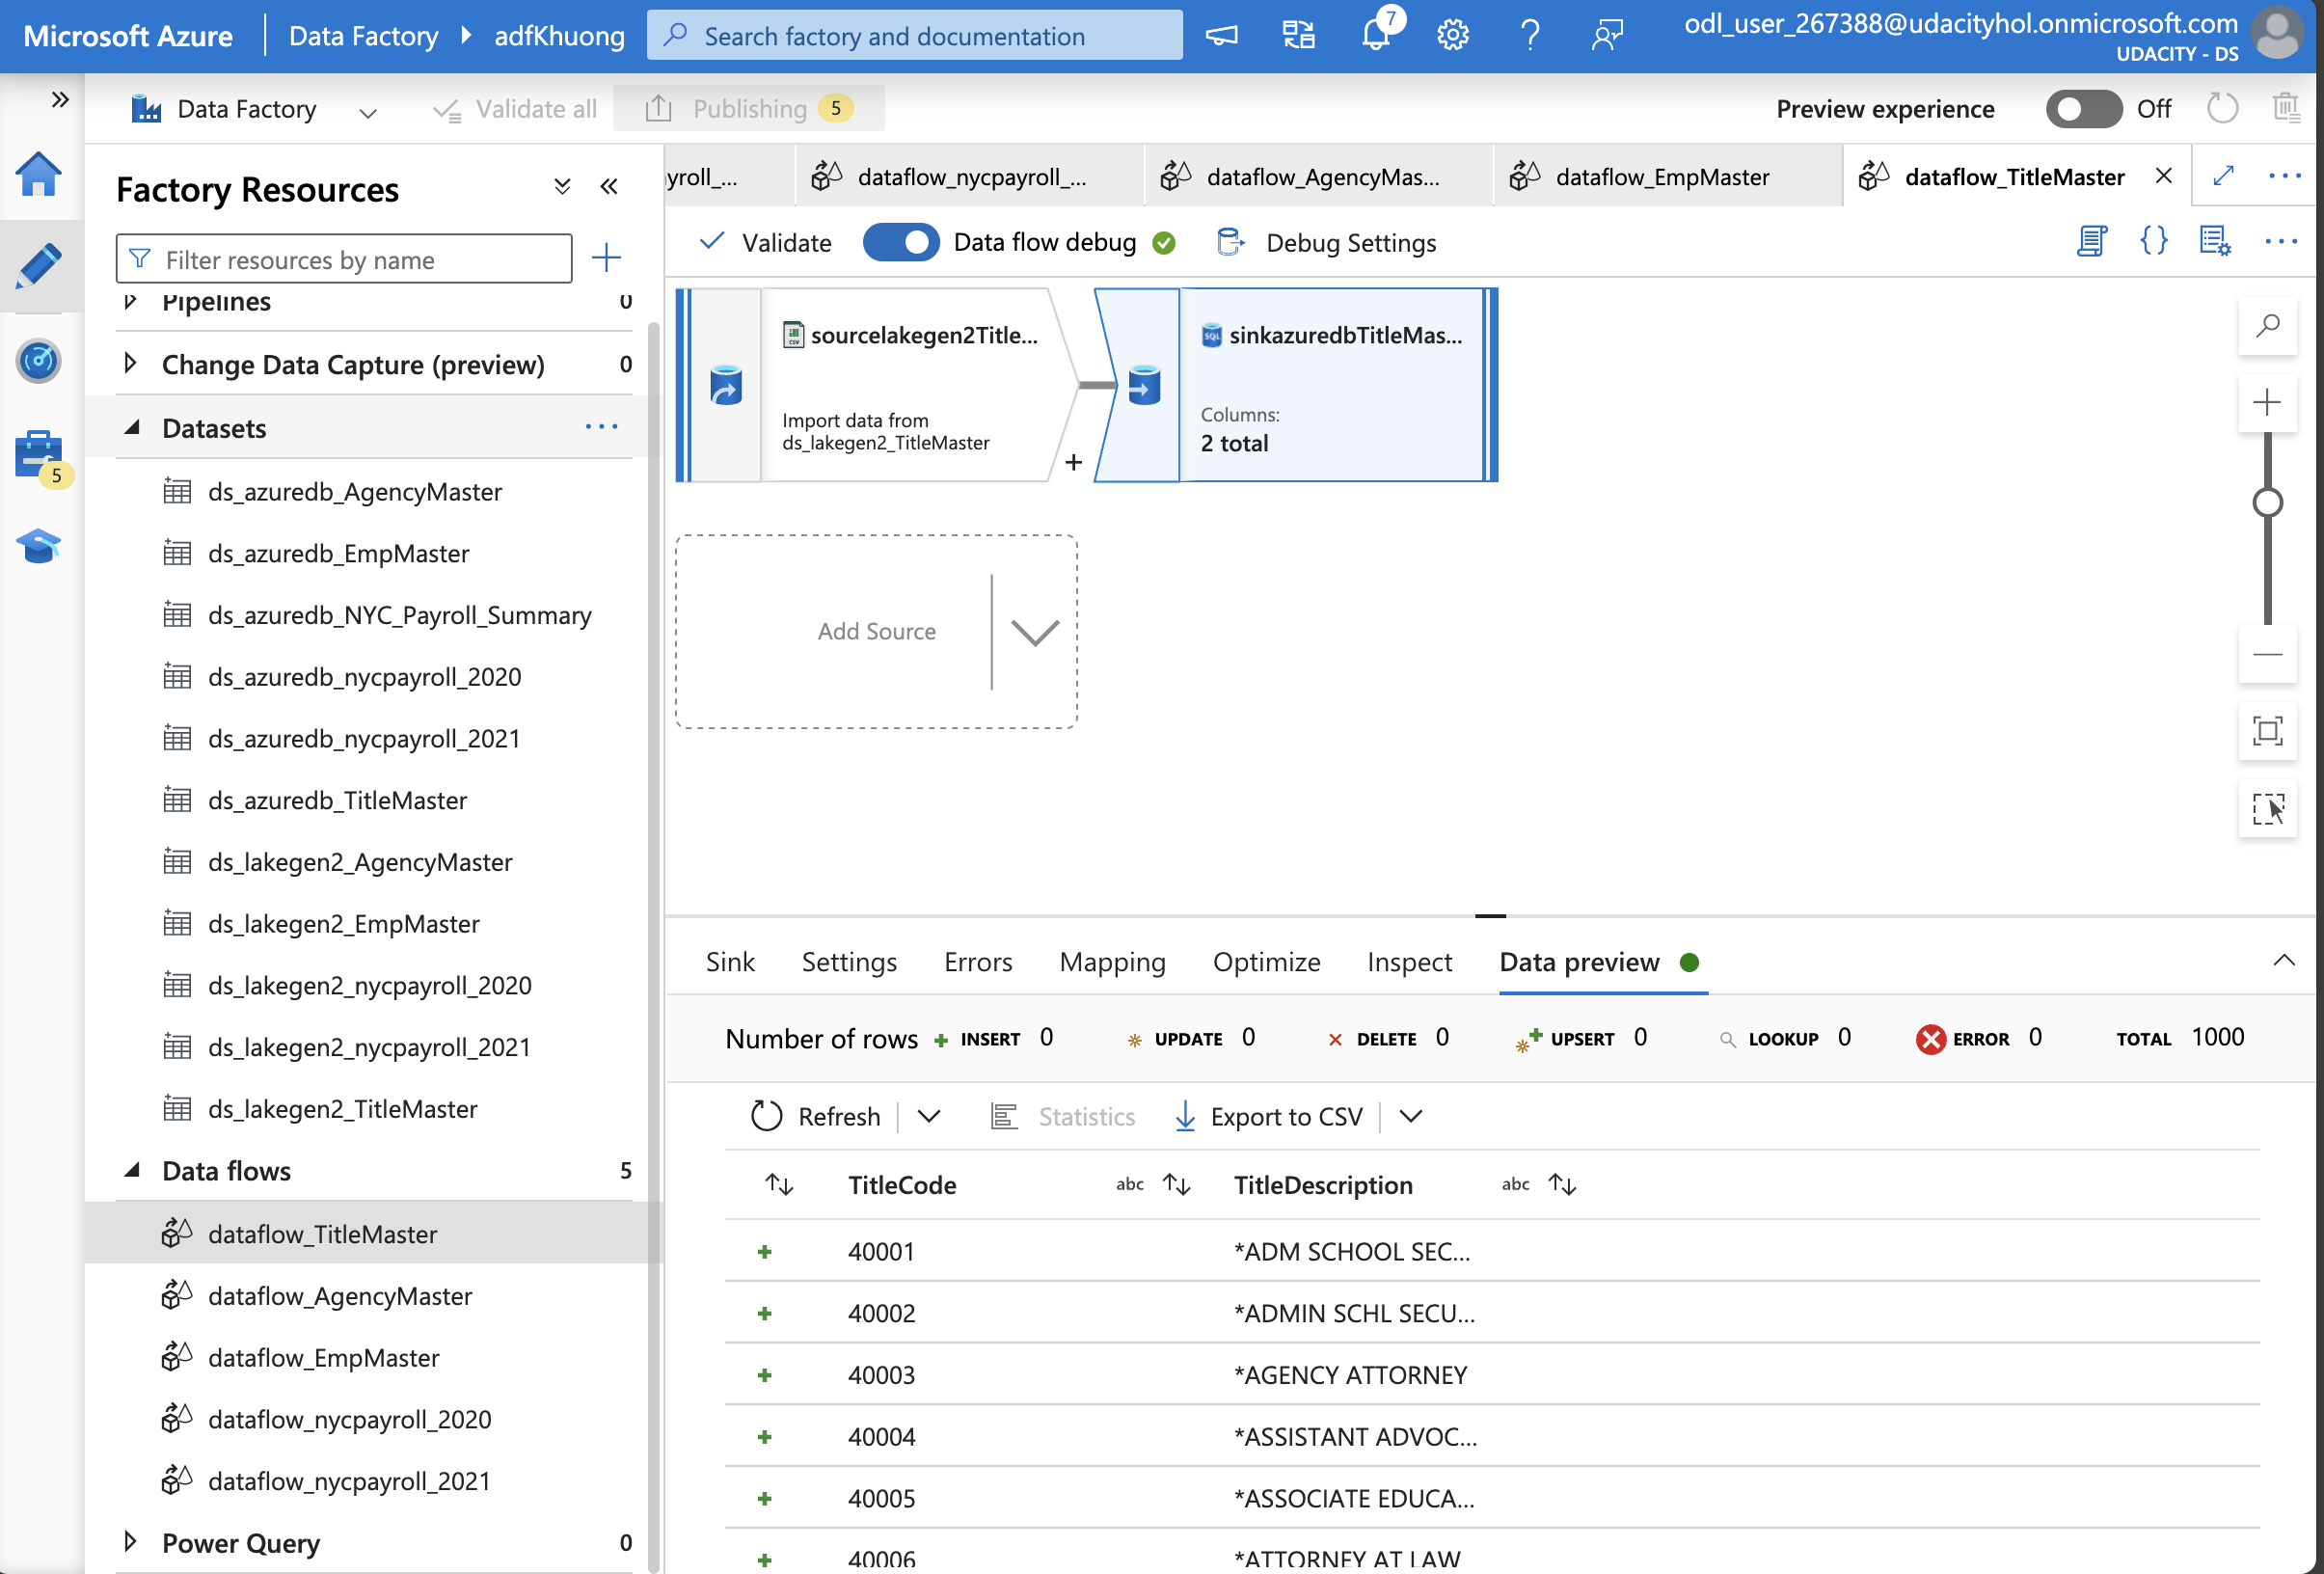 Microsoft Azure
Data Factory
adfKhuong
Search factory and documentation
7
odl_user_267388@udacityhol.onmicrosoft.com
UDACITY - DS
Data Factory
Validate all
Publishing
5
Preview experience
Off
5
Factory Resources
Filter resources by name
Pipelines
0
Change Data Capture (preview)
0
Datasets
ds_azuredb_AgencyMaster
ds_azuredb_EmpMaster
ds_azuredb_NYC_Payroll_Summary
ds_azuredb_nycpayroll_2020
ds_azuredb_nycpayroll_2021
ds_azuredb_TitleMaster
ds_lakegen2_AgencyMaster
ds_lakegen2_EmpMaster
ds_lakegen2_nycpayroll_2020
ds_lakegen2_nycpayroll_2021
ds_lakegen2_TitleMaster
Data flows
5
dataflow_TitleMaster
dataflow_AgencyMaster
dataflow_EmpMaster
dataflow_nycpayroll_2020
dataflow_nycpayroll_2021
Power Query
0
yroll_...
dataflow_nycpayroll_...
dataflow_AgencyMas...
dataflow_EmpMaster
dataflow_TitleMaster
Validate
Data flow debug
Debug Settings
sourcelakegen2Title...
Import data from
ds_lakegen2_TitleMaster
sinkazuredbTitleMas...
Columns:
2 total
Add Source
Sink
Settings
Errors
Mapping
Optimize
Inspect
Data preview
Number of rows
INSERT 0
UPDATE 0
DELETE 0
UPSERT 0
LOOKUP 0
ERROR 0
TOTAL 1000
Refresh
Statistics
Export to CSV
TitleCode abc
TitleDescription abc
40001 *ADM SCHOOL SEC...
40002 *ADMIN SCHL SECU...
40003 *AGENCY ATTORNEY
40004 *ASSISTANT ADVOC...
40005 *ASSOCIATE EDUCA...
40006 *ATTORNEY AT LAW